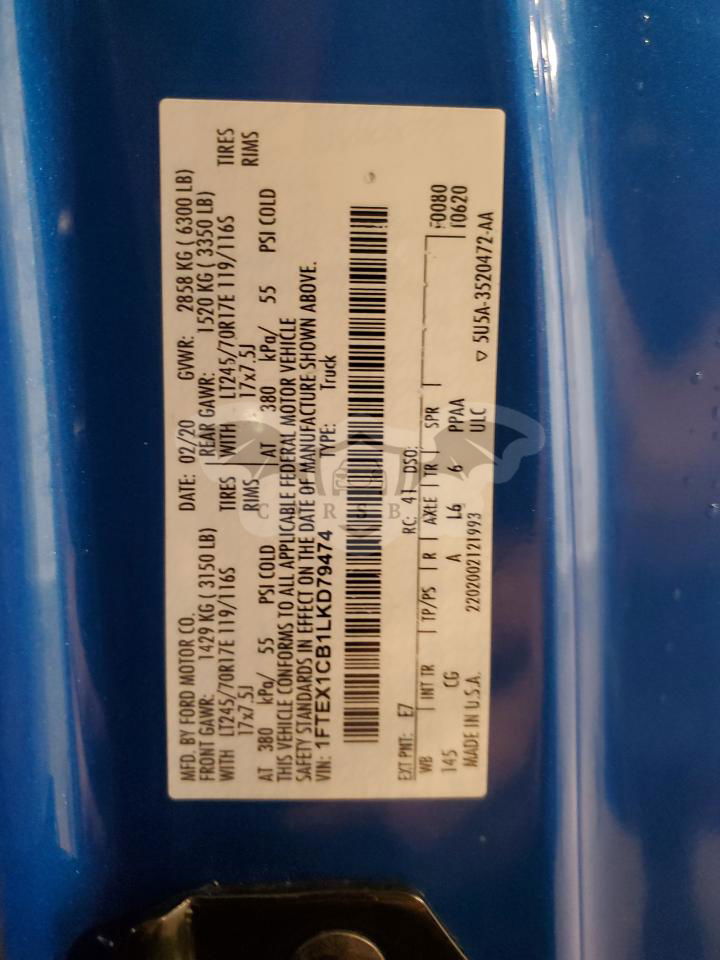 MFD. BY FORD MOTOR CO. DATE: 02/20 GVWR: 2858 KG ( 6300 LB)
FRONT GAWR: 1429 KG ( 3150 LB) REAR GAWR: 1520 KG ( 3350 LB)
WITH LT245/70R17E 119/116S TIRES WITH LT245/70R17E 119/116S TIRES
17x7.5J RIMS 17x7.5J RIMS
AT 380 kPa/ 55 PSI COLD AT 380 kPa/ 55 PSI COLD
THIS VEHICLE CONFORMS TO ALL APPLICABLE FEDERAL MOTOR VEHICLE
SAFETY STANDARDS IN EFFECT ON THE DATE OF MANUFACTURE SHOWN ABOVE.
VIN: 1FTEX1CB1LKD79474 TYPE: Truck
EXT PNT: E7 RC: 41 DSO: F0080
WB INT TR TP/PS R AXLE TR SPR T0620
145 CG A L6 6 PPAA
MADE IN U.S.A. 2202002121993 ULC ▽ 5U5A-3520472-AA